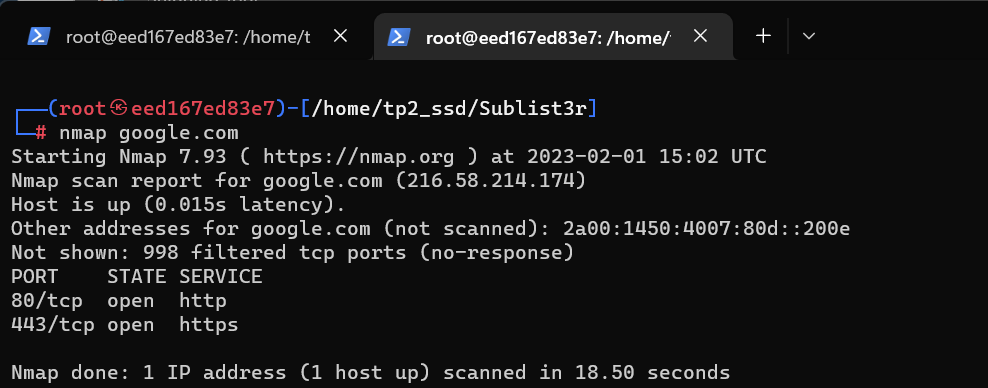 root@eed167ed83e7: /home/t
root@eed167ed83e7: /home/
(root㉿eed167ed83e7)-[/home/tp2_ssd/Sublist3r]
# nmap google.com
Starting Nmap 7.93 ( https://nmap.org ) at 2023-02-01 15:02 UTC
Nmap scan report for google.com (216.58.214.174)
Host is up (0.015s latency).
Other addresses for google.com (not scanned): 2a00:1450:4007:80d::200e
Not shown: 998 filtered tcp ports (no-response)
PORT    STATE SERVICE
80/tcp  open  http
443/tcp open  https
Nmap done: 1 IP address (1 host up) scanned in 18.50 seconds